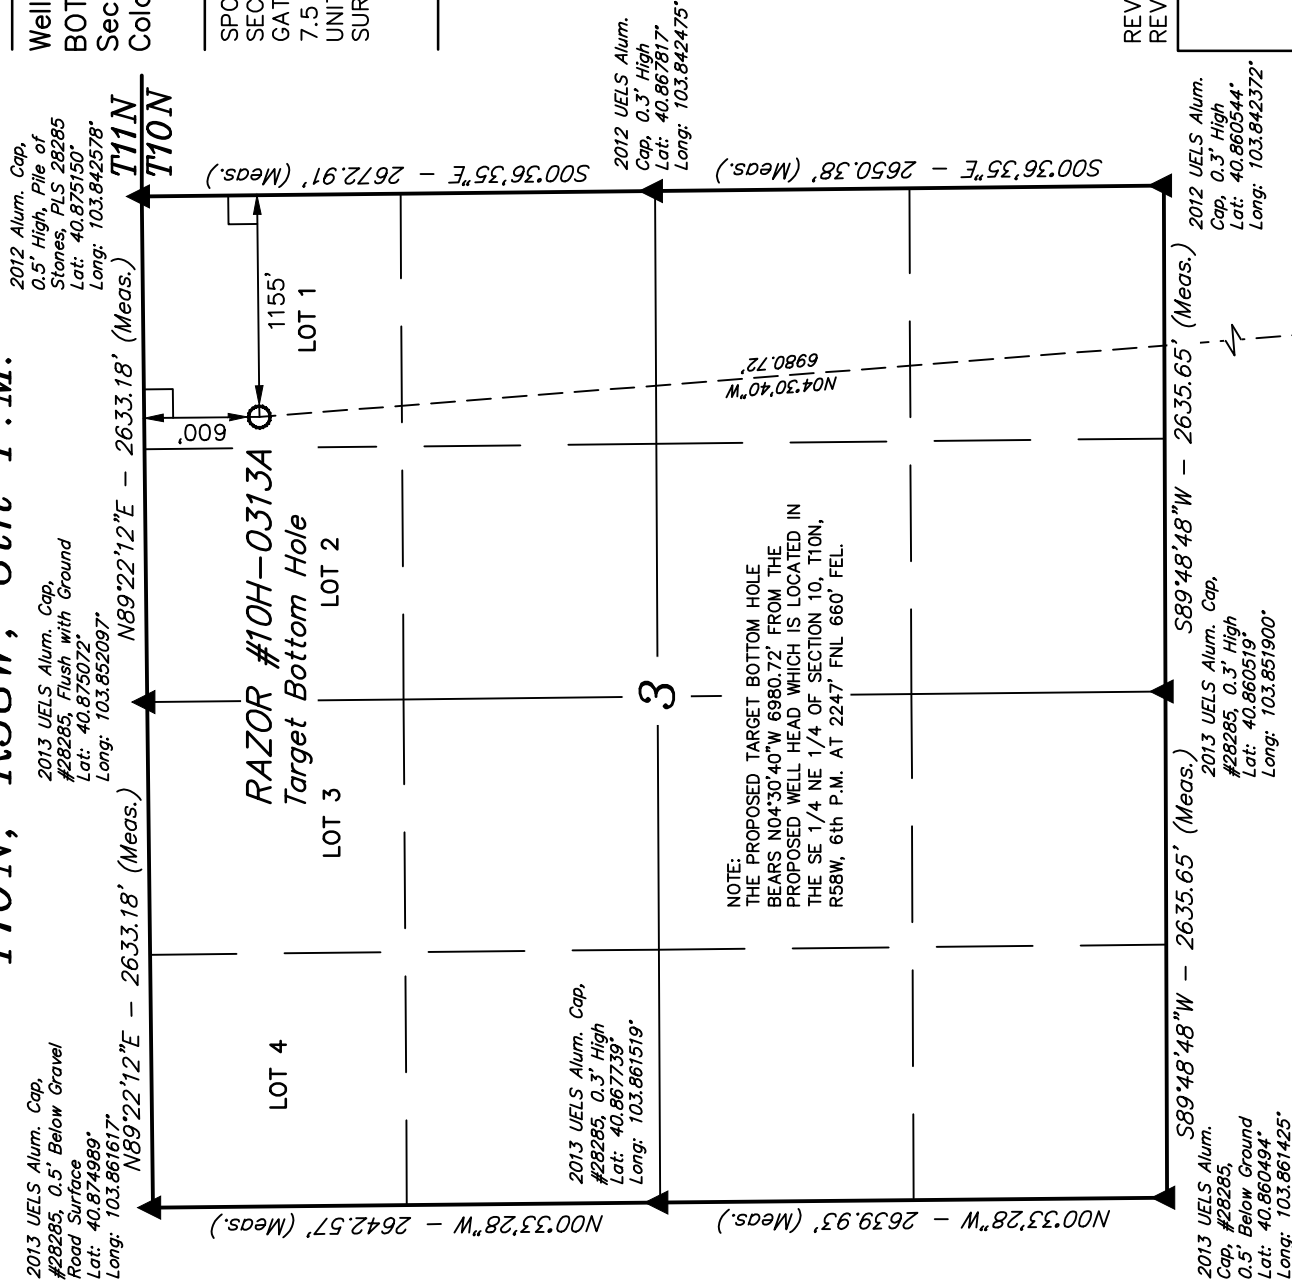 T10N, R58W, 6th P.M.
2013 UELS Alum. Cap,
#28285, 0.5' Below Gravel
Road Surface
Lat: 40.874989°
Long: 103.861617°
2013 UELS Alum. Cap,
#28285, Flush with Ground
Lat: 40.875072°
Long: 103.852097°
2012 Alum. Cap,
0.5' High, Pile of
Stones, PLS 28285
Lat: 40.875150°
Long: 103.842578°
T11N
T10N
N89°22'12"E – 2633.18' (Meas.)
N89°22'12"E – 2633.18' (Meas.)
600'
1155'
RAZOR #10H-0313A
Target Bottom Hole
LOT 4
LOT 3
LOT 2
LOT 1
N00°33'28"W – 2642.57' (Meas.)
S00°36'35"E – 2672.91' (Meas.)
2013 UELS Alum. Cap,
#28285, 0.3' High
Lat: 40.867739°
Long: 103.861519°
3
2012 UELS Alum.
Cap, 0.3' High
Lat: 40.867817°
Long: 103.842475°
NOTE:
THE PROPOSED TARGET BOTTOM HOLE
BEARS N04°30'40"W 6980.72' FROM THE
PROPOSED WELL HEAD WHICH IS LOCATED IN
THE SE 1/4 NE 1/4 OF SECTION 10, T10N,
R58W, 6th P.M. AT 2247' FNL 660' FEL.
N04°30'40"W
6980.72'
N00°33'28"W – 2639.93' (Meas.)
S00°36'35"E – 2650.38' (Meas.)
S89°48'48"W – 2635.65' (Meas.)
S89°48'48"W – 2635.65' (Meas.)
2013 UELS Alum.
Cap, #28285,
0.5' Below Ground
Lat: 40.860494°
Long: 103.861425°
2013 UELS Alum. Cap,
#28285, 0.3' High
Lat: 40.860519°
Long: 103.851900°
2012 UELS Alum.
Cap, 0.3' High
Lat: 40.860544°
Long: 103.842372°
Well
BOT
Sec
Colo
SPO
SEC
GAT
7.5
UNIT
SUR
REV
REV